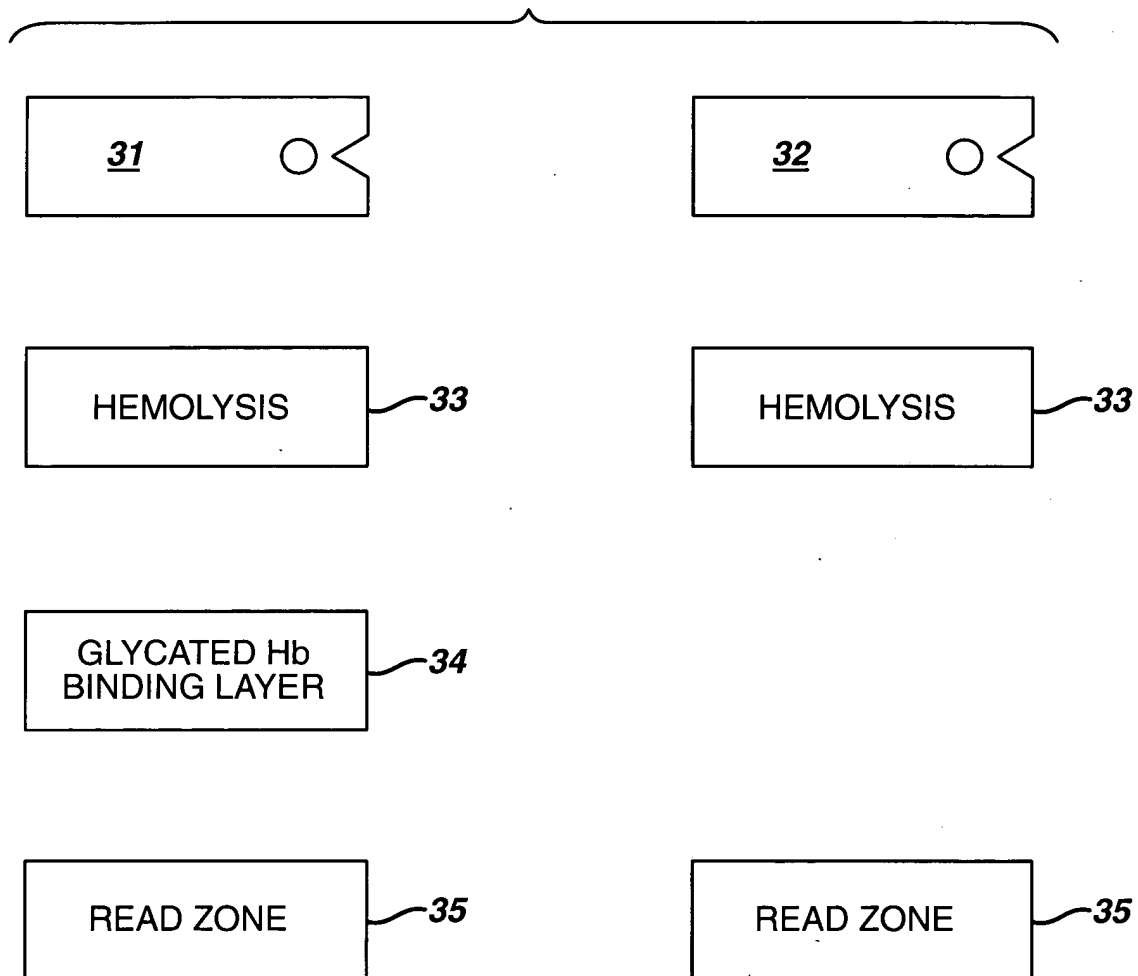 31 32
HEMOLYSIS 33 HEMOLYSIS 33
GLYCATED Hb
BINDING LAYER 34
READ ZONE 35 READ ZONE 35